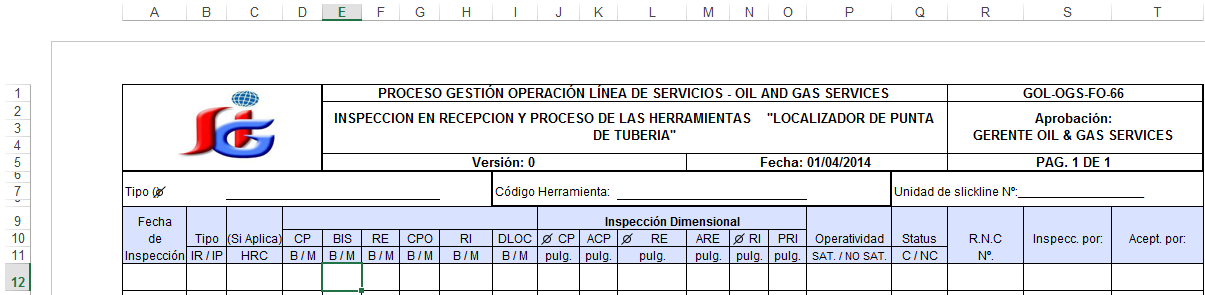 A B C D E F G H I J K L M N O P Q R S T
1 PROCESO GESTIÓN OPERACIÓN LÍNEA DE SERVICIOS - OIL AND GAS SERVICES GOL-OGS-FO-66
2 INSPECCION EN RECEPCION Y PROCESO DE LAS HERRAMIENTAS "LOCALIZADOR DE PUNTA
3 DE TUBERIA" Aprobación:
4 GERENTE OIL & GAS SERVICES
SIG
5 Versión: 0 Fecha: 01/04/2014 PAG. 1 DE 1
6
7 Tipo (Ø Código Herramienta: Unidad de slickline Nº:
9 Fecha Inspección Dimensional
10 de Tipo (Si Aplica) CP BIS RE CPO RI DLOC Ø CP ACP Ø RE ARE Ø RI PRI Operatividad Status R.N.C Inspecc. por: Acept. por:
11 Inspección IR / IP HRC B / M B / M B / M B / M B / M B / M pulg. pulg. pulg. pulg. pulg. pulg. SAT. / NO SAT. C / NC Nº.
12